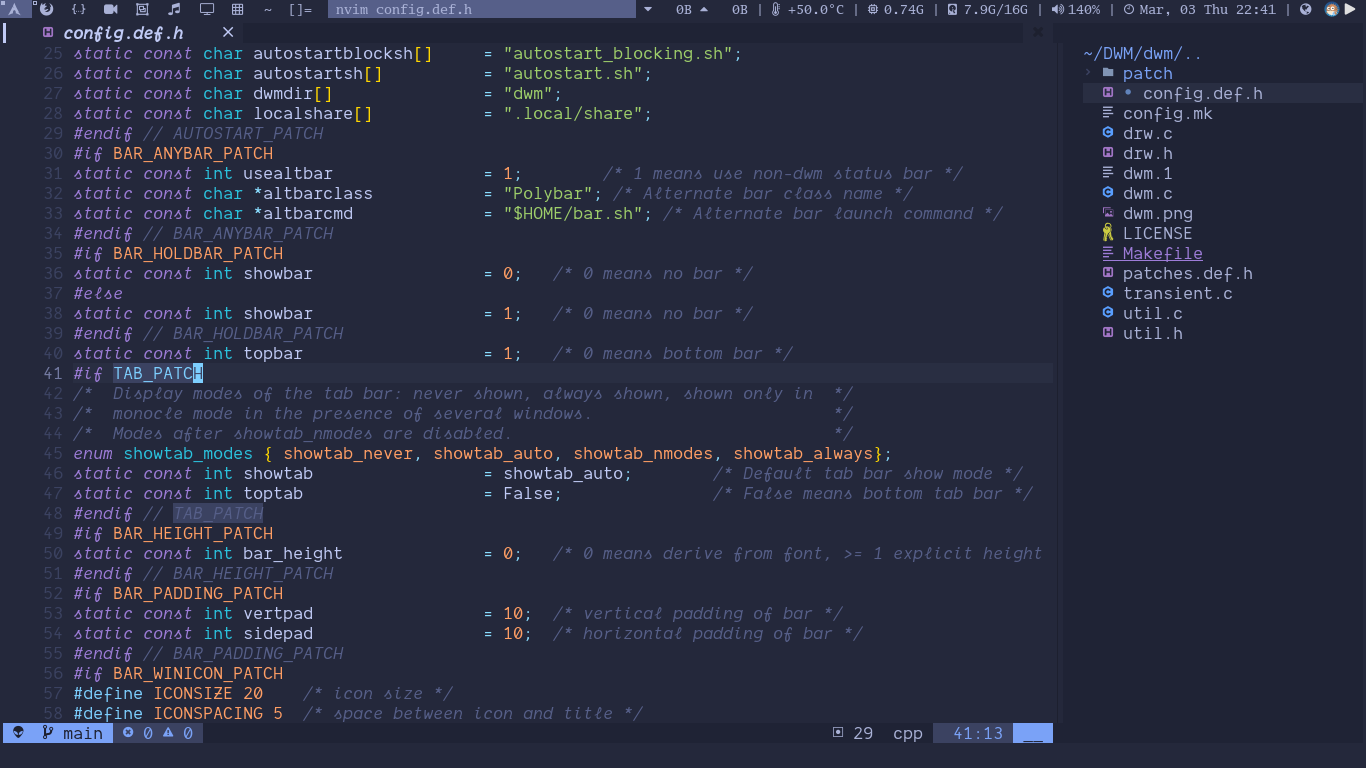 ~ []= nvim config.def.h 0B 0B | +50.0°C | 0.74G | 7.9G/16G | 140% | Mar, 03 Thu 22:41 |
config.def.h ×
25 static const char autostartblocksh[] = "autostart_blocking.sh";
26 static const char autostartsh[] = "autostart.sh";
27 static const char dwmdir[] = "dwm";
28 static const char localshare[] = ".local/share";
29 #endif // AUTOSTART_PATCH
30 #if BAR_ANYBAR_PATCH
31 static const int usealtbar = 1; /* 1 means use non-dwm status bar */
32 static const char *altbarclass = "Polybar"; /* Alternate bar class name */
33 static const char *altbarcmd = "$HOME/bar.sh"; /* Alternate bar launch command */
34 #endif // BAR_ANYBAR_PATCH
35 #if BAR_HOLDBAR_PATCH
36 static const int showbar = 0; /* 0 means no bar */
37 #else
38 static const int showbar = 1; /* 0 means no bar */
39 #endif // BAR_HOLDBAR_PATCH
40 static const int topbar = 1; /* 0 means bottom bar */
41 #if TAB_PATCH
42 /* Display modes of the tab bar: never shown, always shown, shown only in */
43 /* monocle mode in the presence of several windows. */
44 /* Modes after showtab_nmodes are disabled. */
45 enum showtab_modes { showtab_never, showtab_auto, showtab_nmodes, showtab_always};
46 static const int showtab = showtab_auto; /* Default tab bar show mode */
47 static const int toptab = False; /* False means bottom tab bar */
48 #endif // TAB_PATCH
49 #if BAR_HEIGHT_PATCH
50 static const int bar_height = 0; /* 0 means derive from font, >= 1 explicit height
51 #endif // BAR_HEIGHT_PATCH
52 #if BAR_PADDING_PATCH
53 static const int vertpad = 10; /* vertical padding of bar */
54 static const int sidepad = 10; /* horizontal padding of bar */
55 #endif // BAR_PADDING_PATCH
56 #if BAR_WINICON_PATCH
57 #define ICONSIZE 20 /* icon size */
58 #define ICONSPACING 5 /* space between icon and title */
main 0 0 29 cpp 41:13 __
~/DWM/dwm/..
patch
config.def.h
config.mk
drw.c
drw.h
dwm.1
dwm.c
dwm.png
LICENSE
Makefile
patches.def.h
transient.c
util.c
util.h